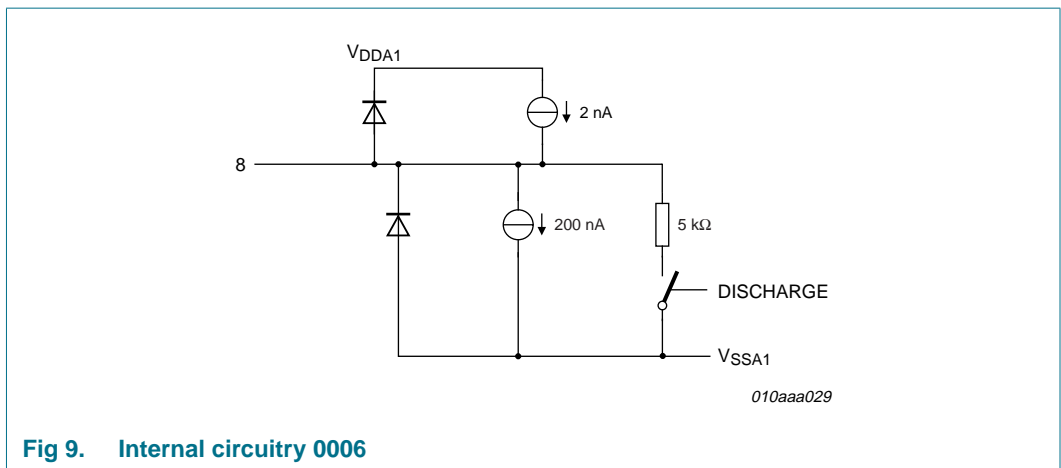 VDDA1
2 nA
8
200 nA
5 kΩ
DISCHARGE
VSSA1
010aaa029
Fig 9. Internal circuitry 0006